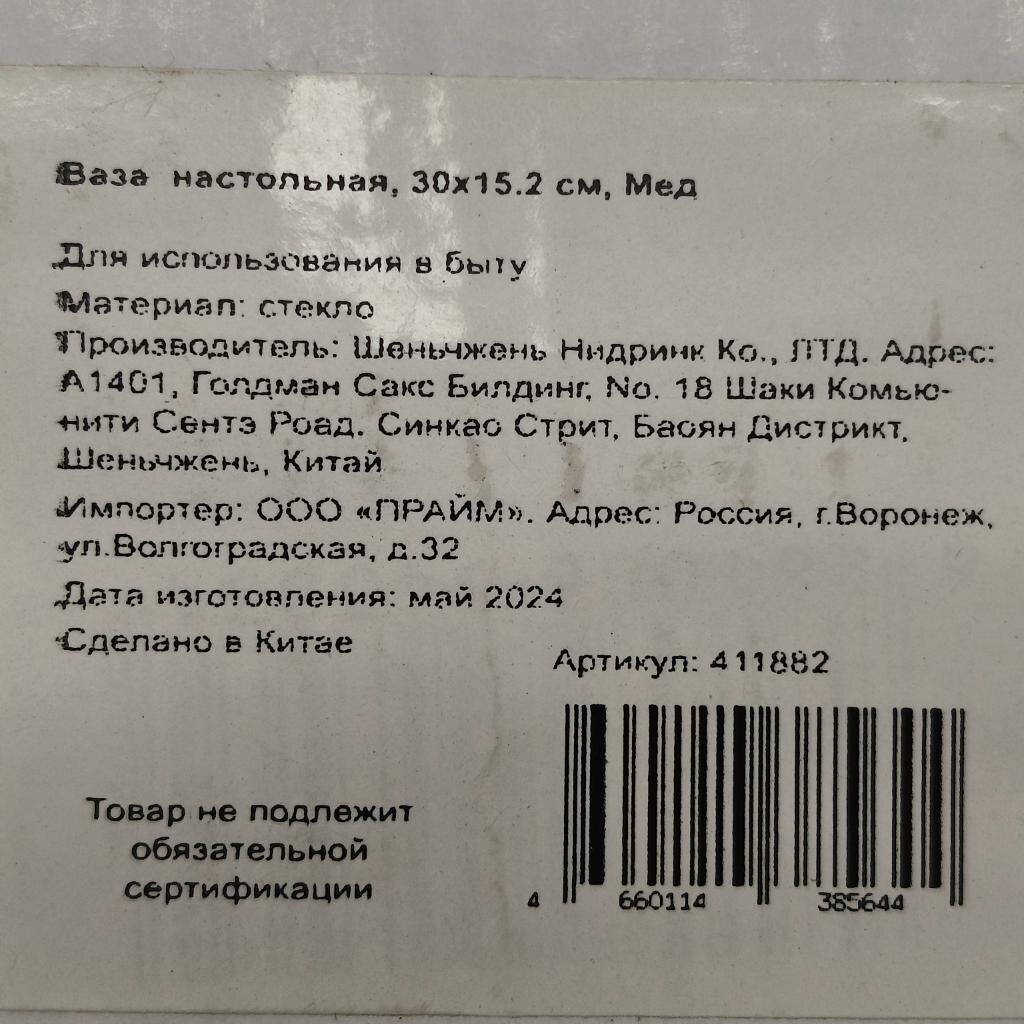 Ваза настольная, 30х15.2 см, Мед
Для использования в быту
Материал: стекло
Производитель: Шеньчжень Нидринк Ко., ЛТД. Адрес:
А1401, Голдман Сакс Билдинг, No. 18 Шаки Комью-
нити Сентэ Роад. Синкао Стрит, Баоян Дистрикт,
Шеньчжень, Китай
Импортер: ООО «ПРАЙМ». Адрес: Россия, г.Воронеж,
ул.Волгоградская, д.32
Дата изготовления: май 2024
Сделано в Китае
Артикул: 411882
4 660114 385644
Товар не подлежит
обязательной
сертификации